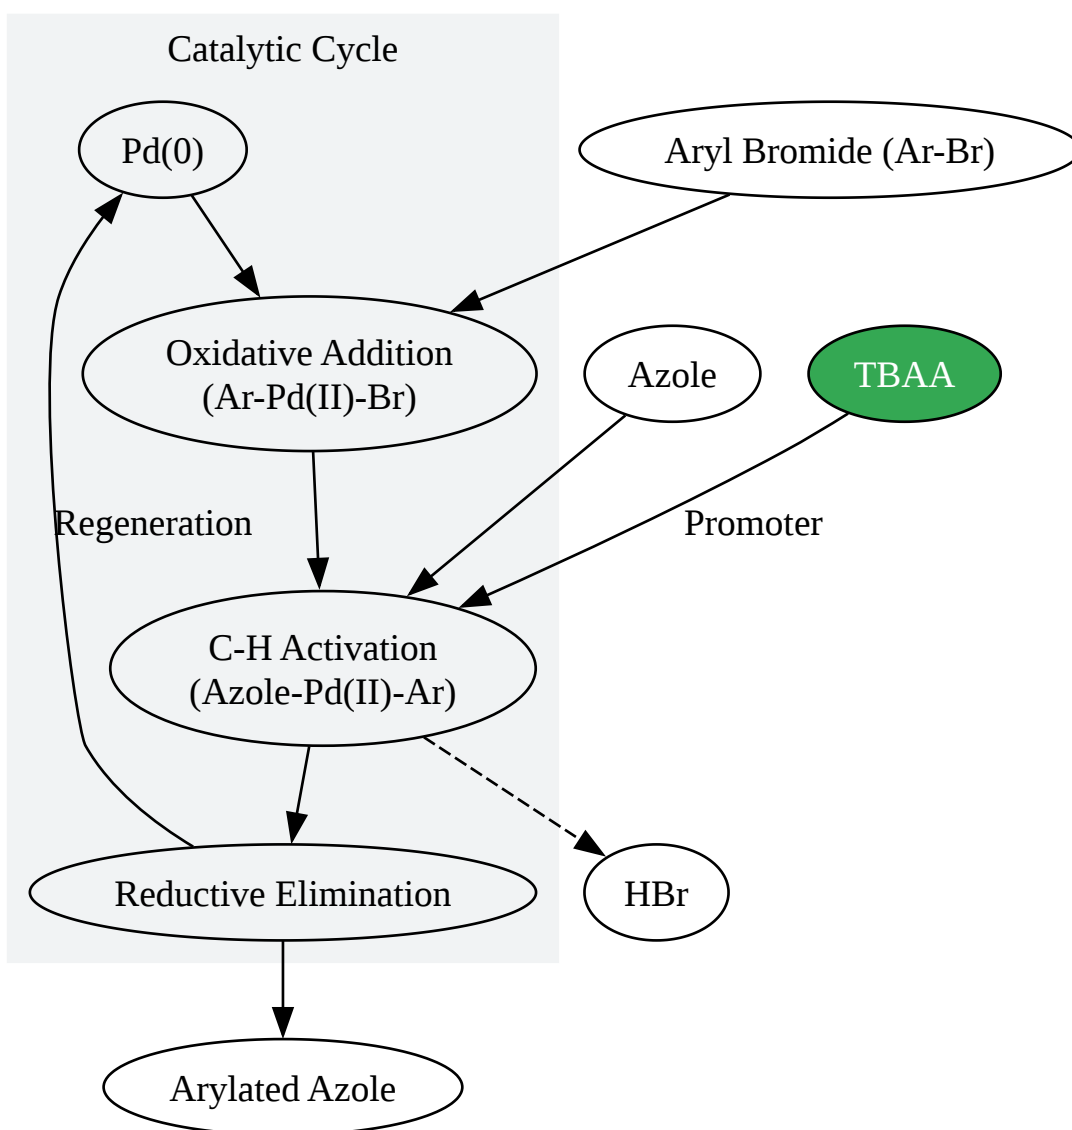 Catalytic Cycle
Pd(0)
Aryl Bromide (Ar-Br)
Oxidative Addition
(Ar-Pd(II)-Br)
Azole
TBAA
Regeneration
Promoter
C-H Activation
(Azole-Pd(II)-Ar)
Reductive Elimination
HBr
Arylated Azole